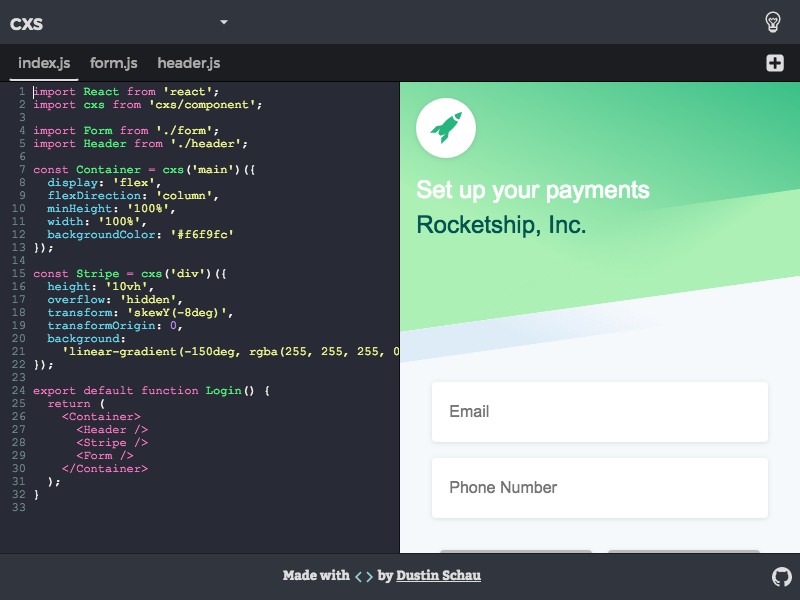 cxs
index.js form.js header.js
1 import React from 'react';
2 import cxs from 'cxs/component';
3
4 import Form from './form';
5 import Header from './header';
6
7 const Container = cxs('main')({
8   display: 'flex',
9   flexDirection: 'column',
10   minHeight: '100%',
11   width: '100%',
12   backgroundColor: '#f6f9fc'
13 });
14
15 const Stripe = cxs('div')({
16   height: '10vh',
17   overflow: 'hidden',
18   transform: 'skewY(-8deg)',
19   transformOrigin: 0,
20   background:
21     'linear-gradient(-150deg, rgba(255, 255, 255, 0
22 });
23
24 export default function Login() {
25   return (
26     <Container>
27       <Header />
28       <Stripe />
29       <Form />
30     </Container>
31   );
32 }
33
Set up your payments
Rocketship, Inc.
Email
Phone Number
Made with <> by Dustin Schau